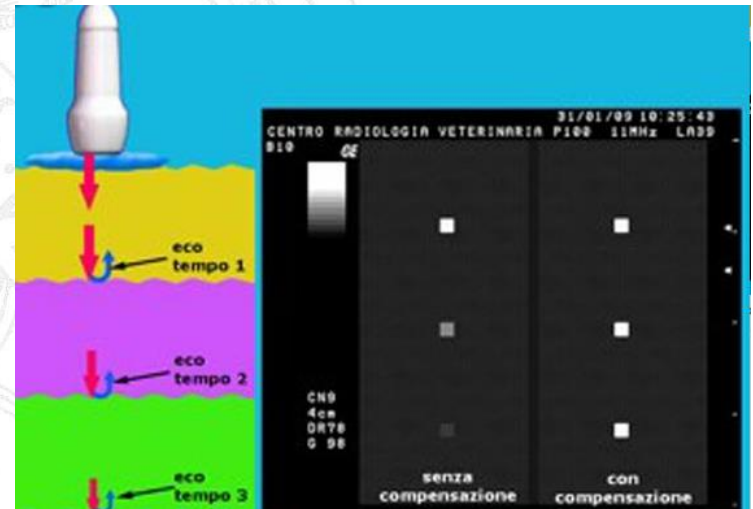 eco
tempo 1
eco
tempo 2
eco
tempo 3
31/01/09 10:25:43
CENTRO RADIOLOGIA VETERINARIA P100 11MHz LA39
B10 GE
CN9
4cm
DR78
G 98
senza
compensazione
con
compensazione